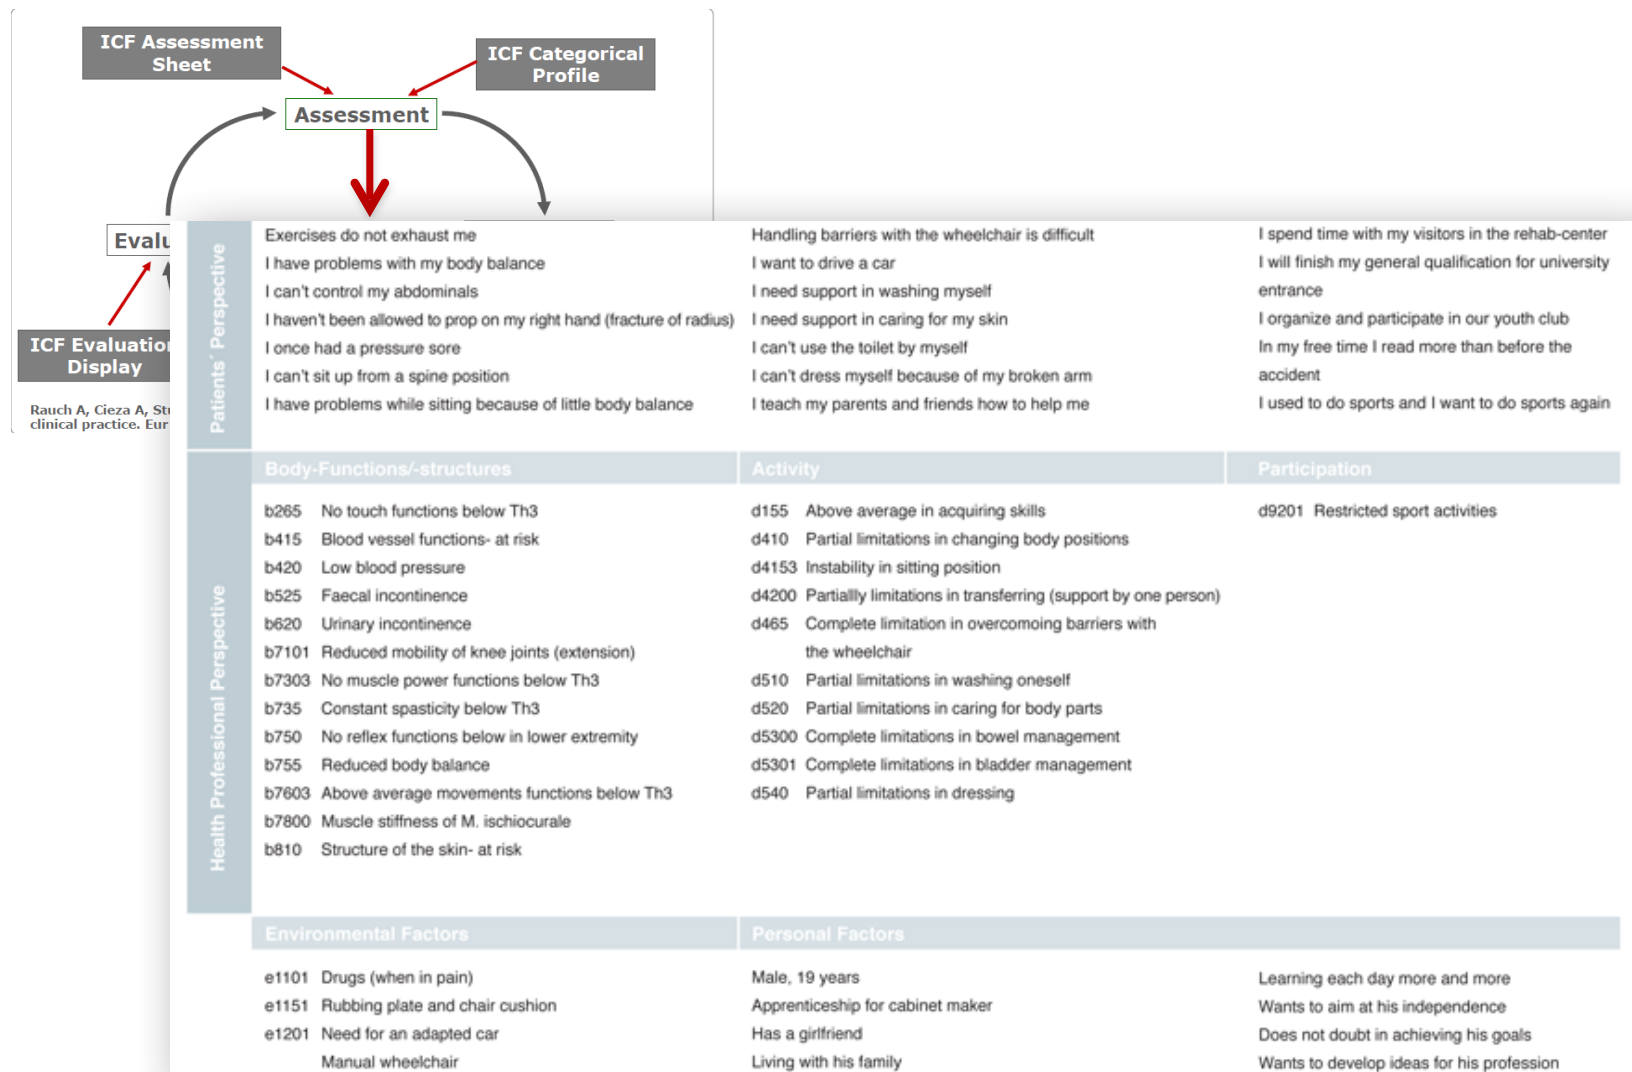 ICF Assessment
Sheet
ICF Categorical
Profile
Assessment
Evalu
ICF Evaluation
Display
Rauch A, Cieza A, Stu
clinical practice. Eur
Patients´ Perspective
Exercises do not exhaust me
I have problems with my body balance
I can't control my abdominals
I haven't been allowed to prop on my right hand (fracture of radius)
I once had a pressure sore
I can't sit up from a spine position
I have problems while sitting because of little body balance
Handling barriers with the wheelchair is difficult
I want to drive a car
I need support in washing myself
I need support in caring for my skin
I can't use the toilet by myself
I can't dress myself because of my broken arm
I teach my parents and friends how to help me
I spend time with my visitors in the rehab-center
I will finish my general qualification for university
entrance
I organize and participate in our youth club
In my free time I read more than before the
accident
I used to do sports and I want to do sports again
Health Professional Perspective
Body-Functions/-structures
b265 No touch functions below Th3
b415 Blood vessel functions- at risk
b420 Low blood pressure
b525 Faecal incontinence
b620 Urinary incontinence
b7101 Reduced mobility of knee joints (extension)
b7303 No muscle power functions below Th3
b735 Constant spasticity below Th3
b750 No reflex functions below in lower extremity
b755 Reduced body balance
b7603 Above average movements functions below Th3
b7800 Muscle stiffness of M. ischiocurale
b810 Structure of the skin- at risk
Activity
d155 Above average in acquiring skills
d410 Partial limitations in changing body positions
d4153 Instability in sitting position
d4200 Partiallly limitations in transferring (support by one person)
d465 Complete limitation in overcomoing barriers with
the wheelchair
d510 Partial limitations in washing oneself
d520 Partial limitations in caring for body parts
d5300 Complete limitations in bowel management
d5301 Complete limitations in bladder management
d540 Partial limitations in dressing
Participation
d9201 Restricted sport activities
Environmental Factors
e1101 Drugs (when in pain)
e1151 Rubbing plate and chair cushion
e1201 Need for an adapted car
Manual wheelchair
Personal Factors
Male, 19 years
Apprenticeship for cabinet maker
Has a girlfriend
Living with his family
Learning each day more and more
Wants to aim at his independence
Does not doubt in achieving his goals
Wants to develop ideas for his profession